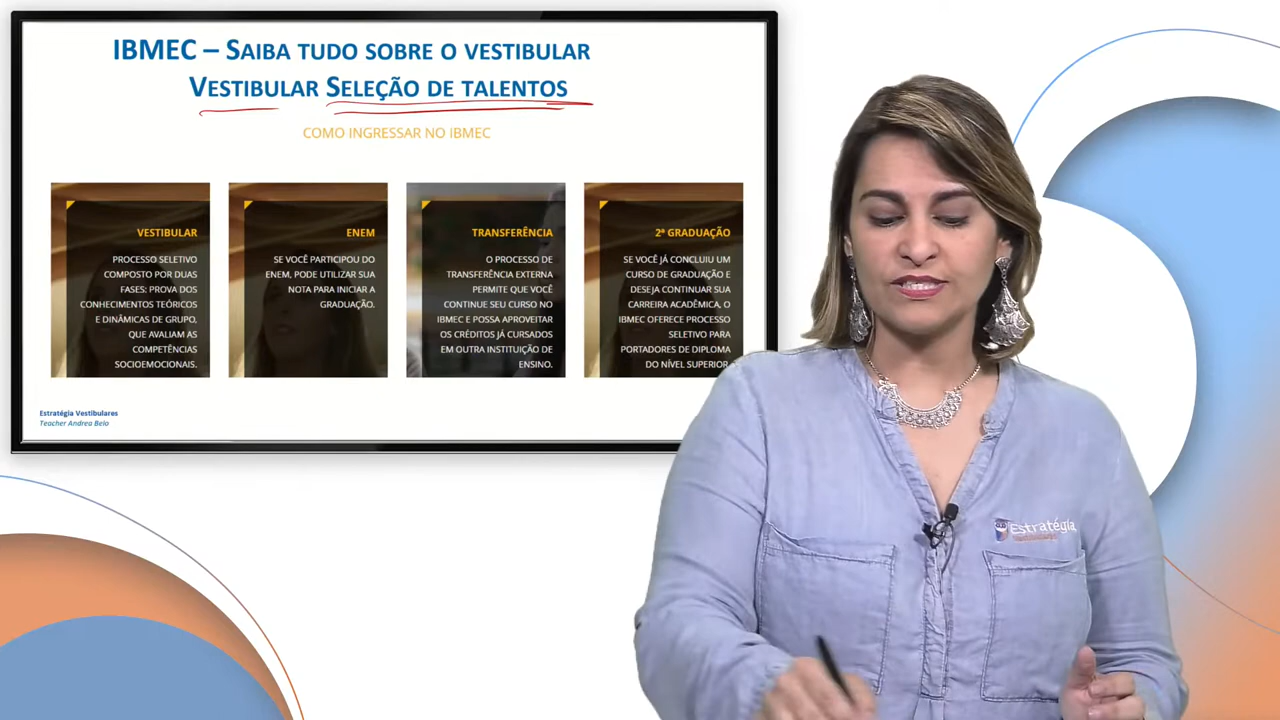 IBMEC – SAIBA TUDO SOBRE O VESTIBULAR
VESTIBULAR SELEÇÃO DE TALENTOS
COMO INGRESSAR NO IBMEC
VESTIBULAR
PROCESSO SELETIVO
COMPOSTO POR DUAS
FASES: PROVA DOS
CONHECIMENTOS TEÓRICOS
E DINÂMICAS DE GRUPO,
QUE AVALIAM AS
COMPETÊNCIAS
SOCIOEMOCIONAIS.
ENEM
SE VOCÊ PARTICIPOU DO
ENEM, PODE UTILIZAR SUA
NOTA PARA INICIAR A
GRADUAÇÃO.
TRANSFERÊNCIA
O PROCESSO DE
TRANSFERÊNCIA EXTERNA
PERMITE QUE VOCÊ
CONTINUE SEU CURSO NO
IBMEC E POSSA APROVEITAR
OS CRÉDITOS JÁ CURSADOS
EM OUTRA INSTITUIÇÃO DE
ENSINO.
2ª GRADUAÇÃO
SE VOCÊ JÁ CONCLUIU UM
CURSO DE GRADUAÇÃO E
DESEJA CONTINUAR SUA
CARREIRA ACADÊMICA, O
IBMEC OFERECE PROCESSO
SELETIVO PARA
PORTADORES DE DIPLOMA
DO NÍVEL SUPERIOR.
Estratégia Vestibulares
Teacher Andrea Belo
Estratégia